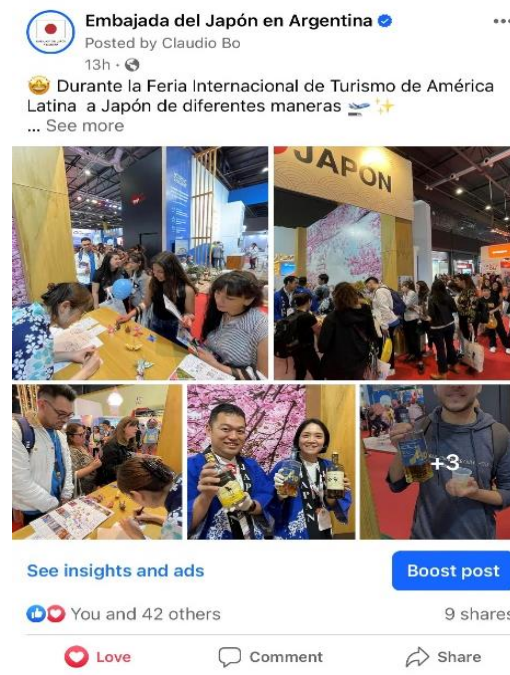 Embajada del Japón en Argentina
Posted by Claudio Bo
13h ·
Durante la Feria Internacional de Turismo de América
Latina a Japón de diferentes maneras
... See more
JAPON
+3
See insights and ads
Boost post
You and 42 others
9 shares
Love
Comment
Share